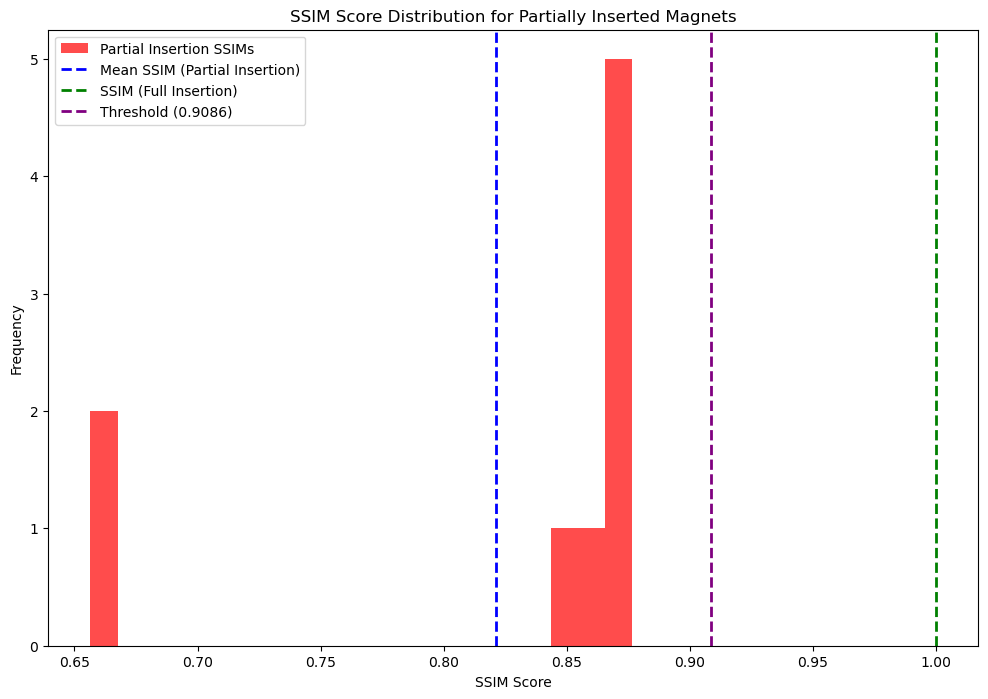 SSIM Score Distribution for Partially Inserted Magnets
Partial Insertion SSIMs
Mean SSIM (Partial Insertion)
SSIM (Full Insertion)
Threshold (0.9086)
Frequency
5
4
3
2
1
0
0.65 0.70 0.75 0.80 0.85 0.90 0.95 1.00
SSIM Score